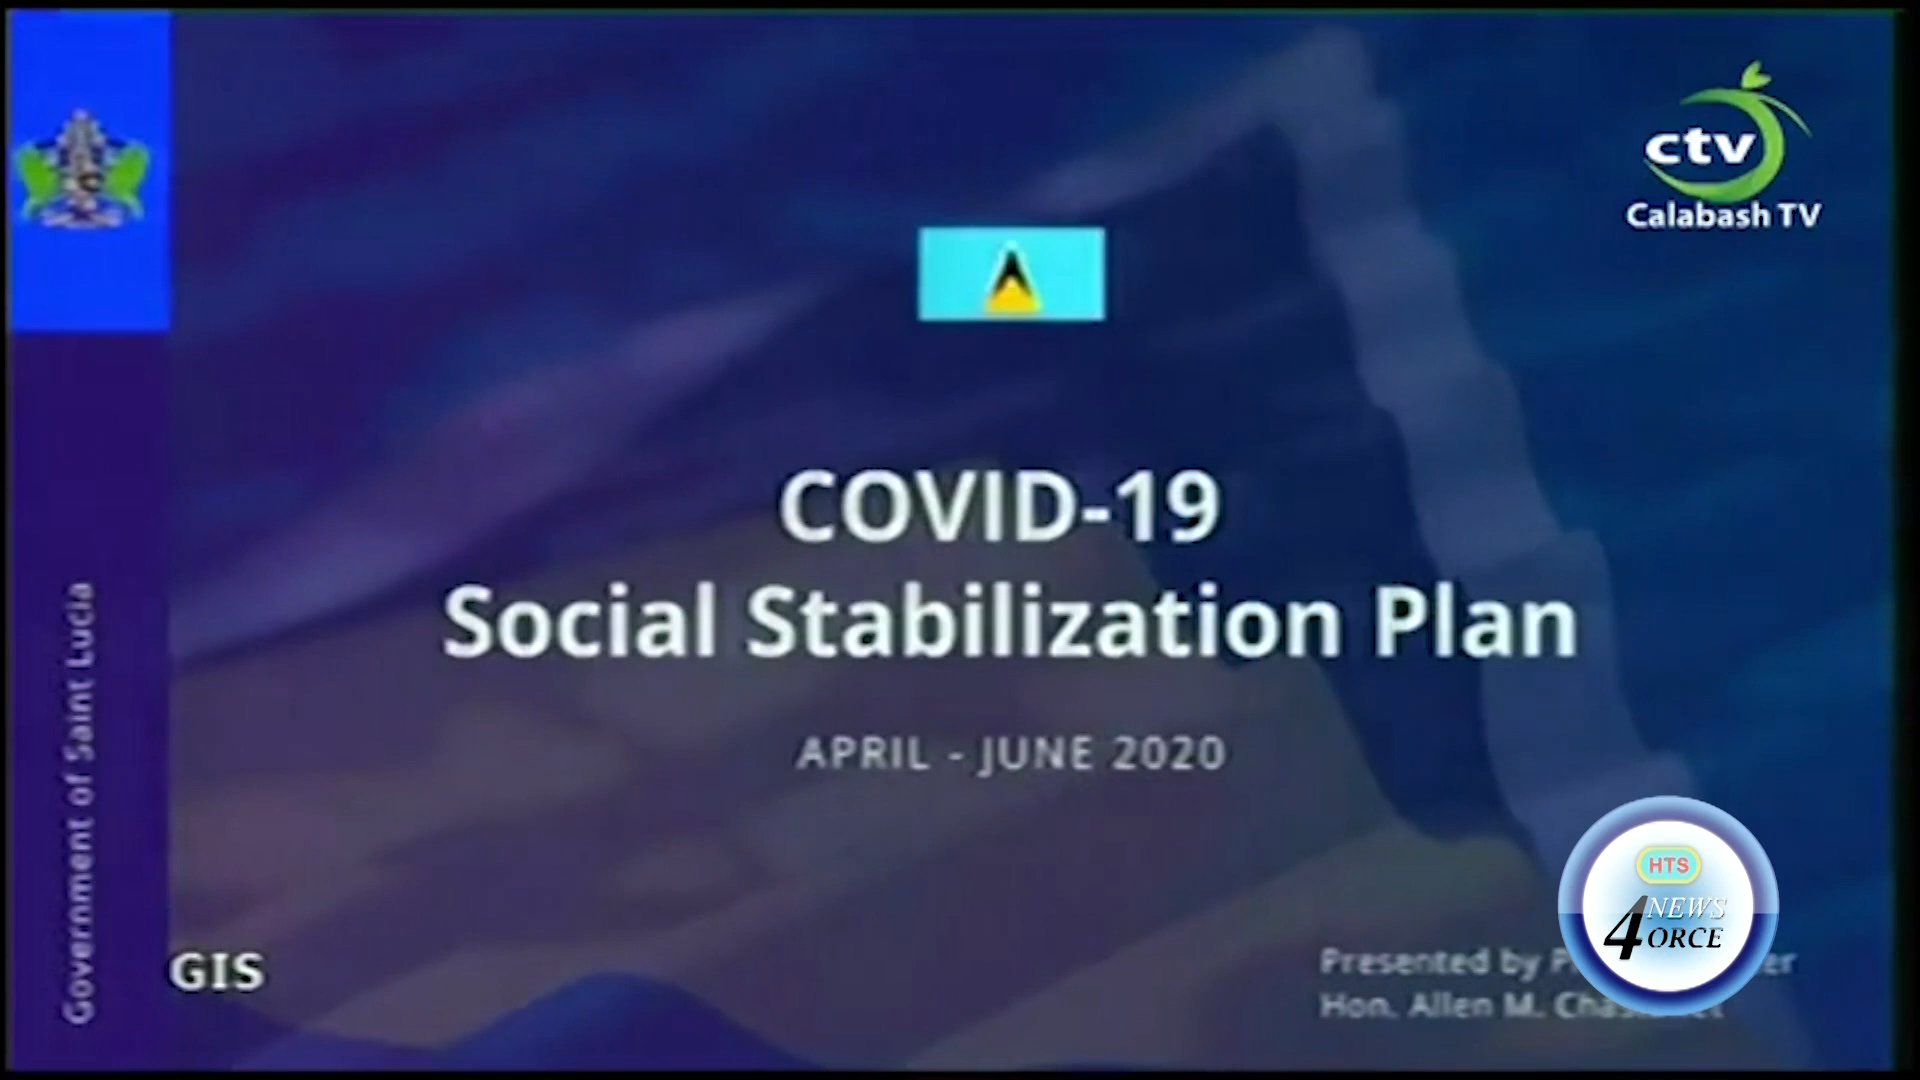 ctv
Calabash TV
COVID-19
Social Stabilization Plan
APRIL - JUNE 2020
Government of Saint Lucia
GIS
Presented by
Hon. Allen M.
HTS
NEWS
4ORCE